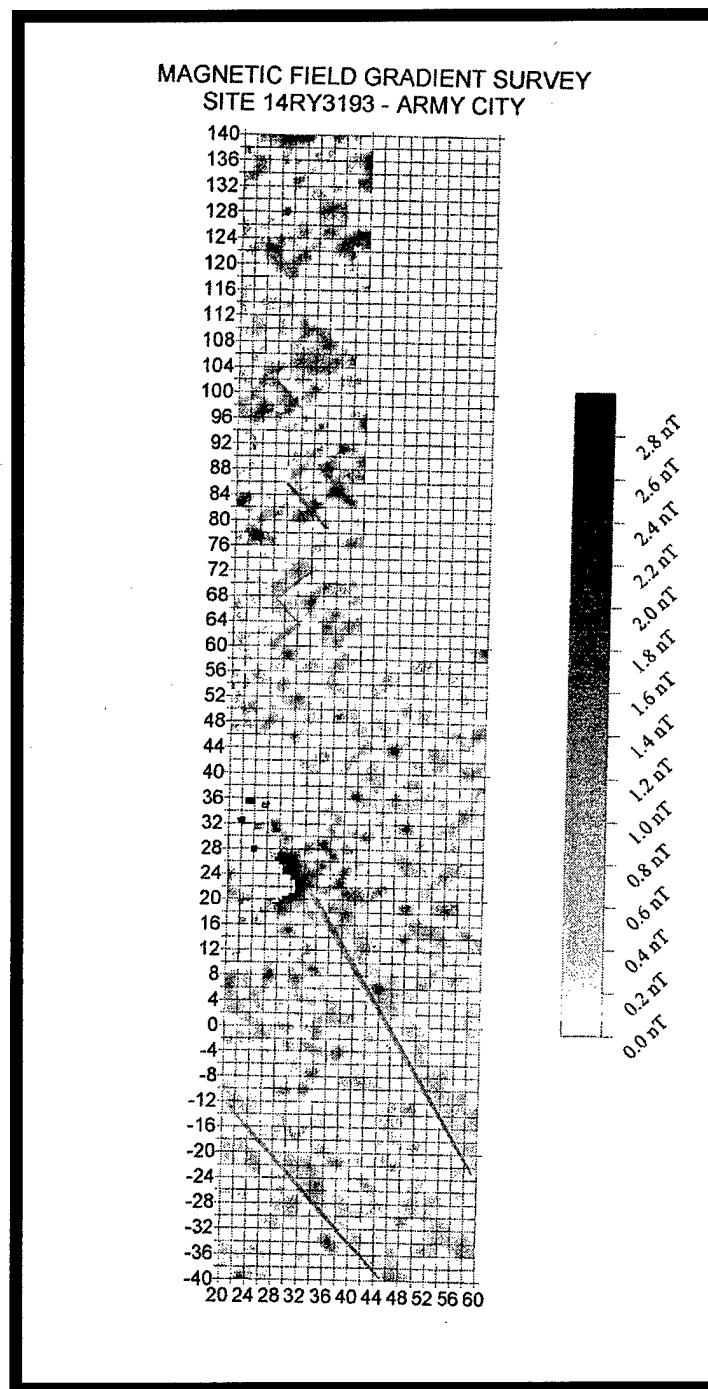 MAGNETIC FIELD GRADIENT SURVEY
SITE 14RY3193 - ARMY CITY
140
136
132
128
124
120
116
112
108
104
100
96
92
88
84
80
76
72
68
64
60
56
52
48
44
40
36
32
28
24
20
16
12
8
4
0
-4
-8
-12
-16
-20
-24
-28
-32
-36
-40
20 24 28 32 36 40 44 48 52 56 60
2.8 nT
2.6 nT
2.4 nT
2.2 nT
2.0 nT
1.8 nT
1.6 nT
1.4 nT
1.2 nT
1.0 nT
0.8 nT
0.6 nT
0.4 nT
0.2 nT
0.0 nT